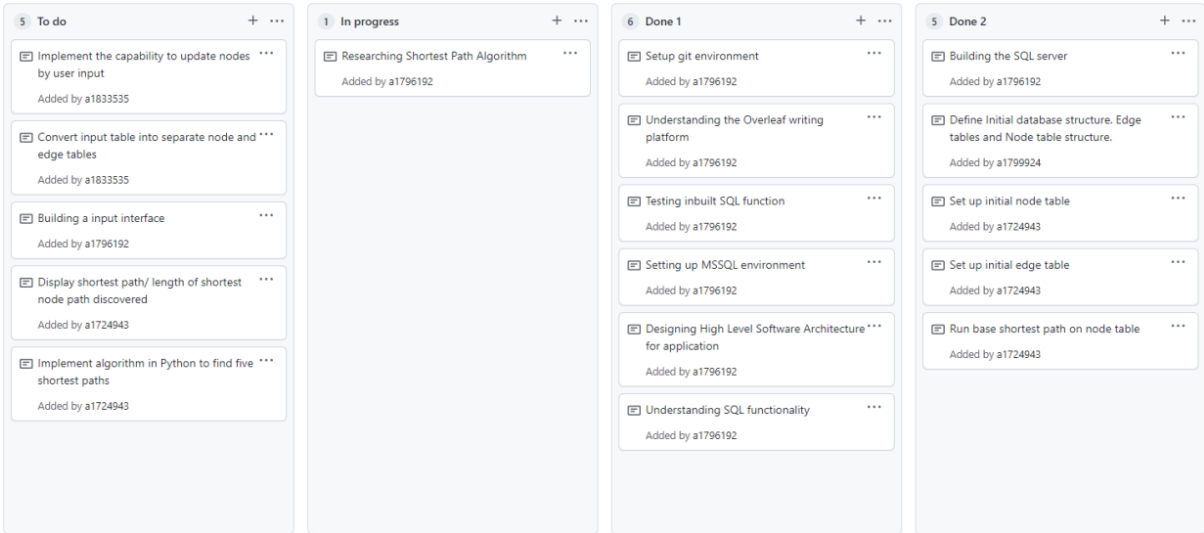 5 To do
Implement the capability to update nodes
by user input
Added by a1833535
Convert input table into separate node and
edge tables
Added by a1833535
Building a input interface
Added by a1796192
Display shortest path/ length of shortest
node path discovered
Added by a1724943
Implement algorithm in Python to find five
shortest paths
Added by a1724943
1 In progress
Researching Shortest Path Algorithm
Added by a1796192
6 Done 1
Setup git environment
Added by a1796192
Understanding the Overleaf writing
platform
Added by a1796192
Testing inbuilt SQL function
Added by a1796192
Setting up MSSQL environment
Added by a1796192
Designing High Level Software Architecture
for application
Added by a1796192
Understanding SQL functionality
Added by a1796192
5 Done 2
Building the SQL server
Added by a1796192
Define Initial database structure. Edge
tables and Node table structure.
Added by a1799924
Set up initial node table
Added by a1724943
Set up initial edge table
Added by a1724943
Run base shortest path on node table
Added by a1724943